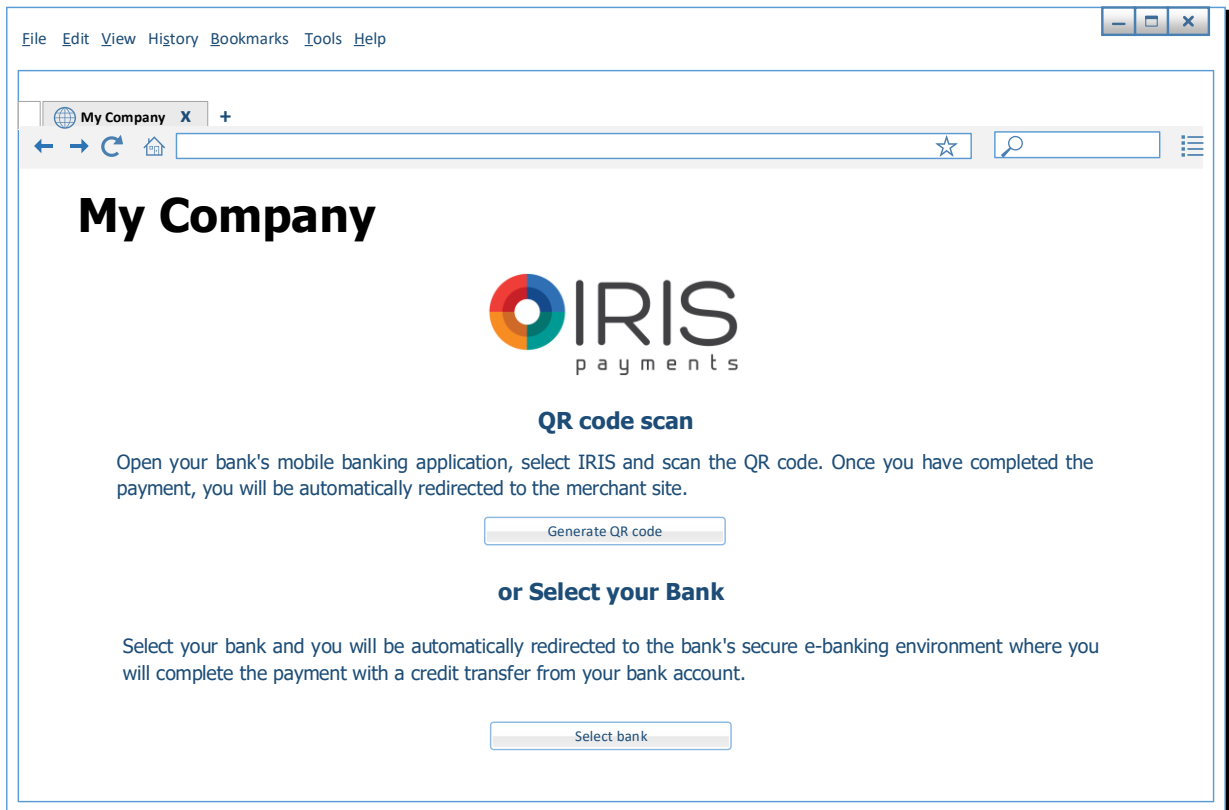 File Edit View History Bookmarks Tools Help
My Company X +
My Company
IRIS
payments
QR code scan
Open your bank's mobile banking application, select IRIS and scan the QR code. Once you have completed the
payment, you will be automatically redirected to the merchant site.
Generate QR code
or Select your Bank
Select your bank and you will be automatically redirected to the bank's secure e-banking environment where you
will complete the payment with a credit transfer from your bank account.
Select bank